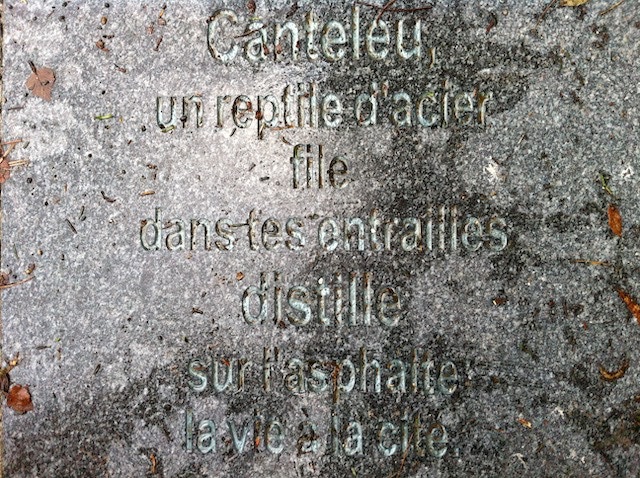 Canteleu,
un reptile d'acier
file
dans tes entrailles
distille
sur l'asphalte
la vie à la cité.